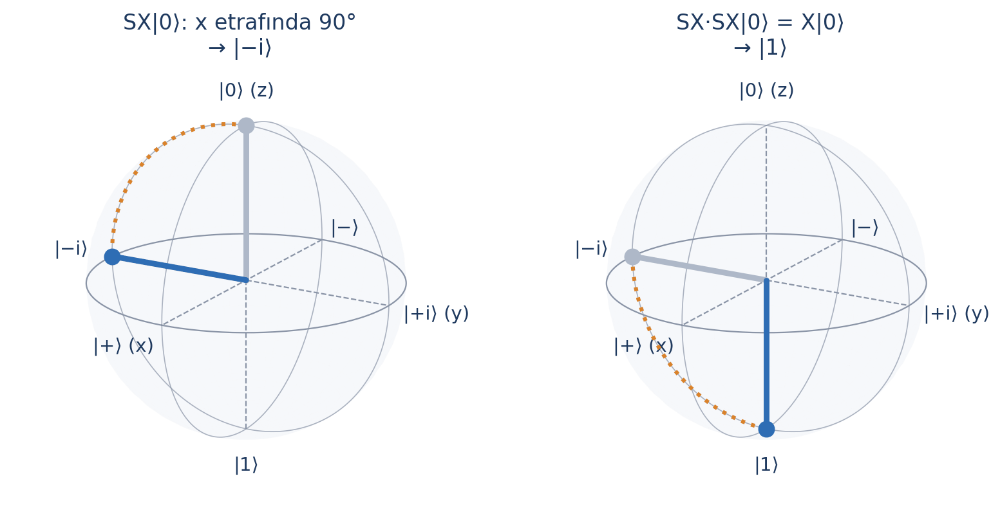 SX|0⟩: x etrafında 90°
→ |−i⟩
|0⟩ (z)
|−⟩
|−i⟩
|+i⟩ (y)
|+⟩ (x)
|1⟩
SX·SX|0⟩ = X|0⟩
→ |1⟩
|0⟩ (z)
|−⟩
|−i⟩
|+i⟩ (y)
|+⟩ (x)
|1⟩